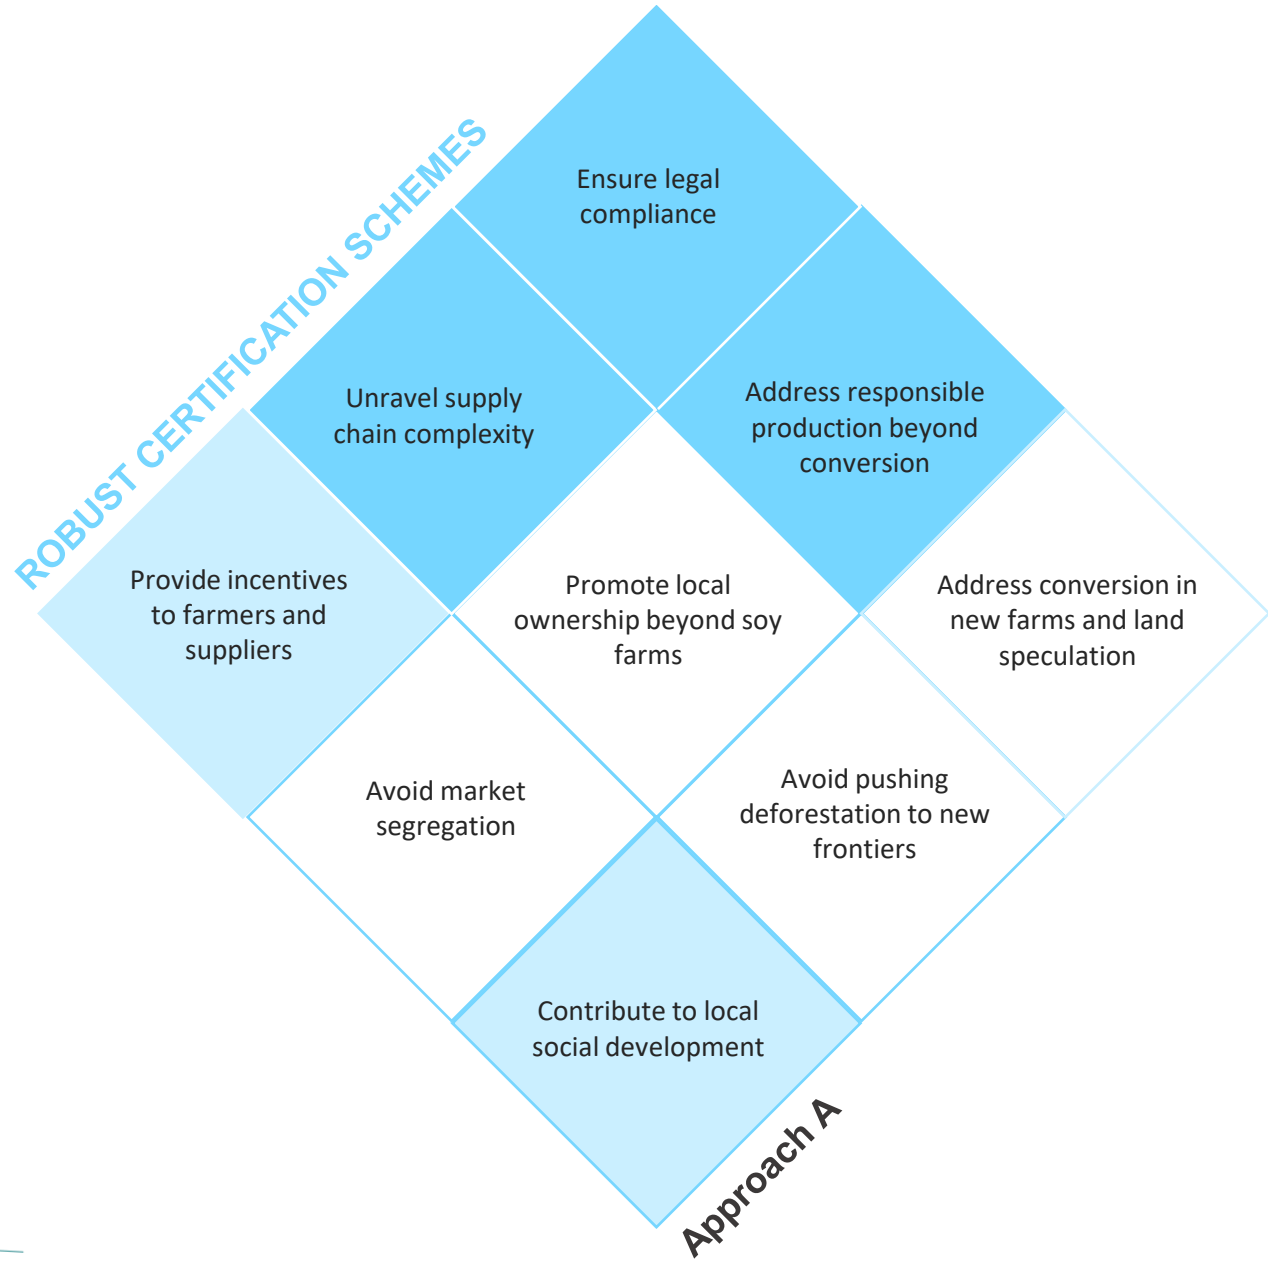 ROBUST CERTIFICATION SCHEMES
Ensure legal
compliance
Unravel supply
chain complexity
Address responsible
production beyond
conversion
Provide incentives
to farmers and
suppliers
Promote local
ownership beyond soy
farms
Address conversion in
new farms and land
speculation
Avoid market
segregation
Avoid pushing
deforestation to new
frontiers
Contribute to local
social development
Approach A